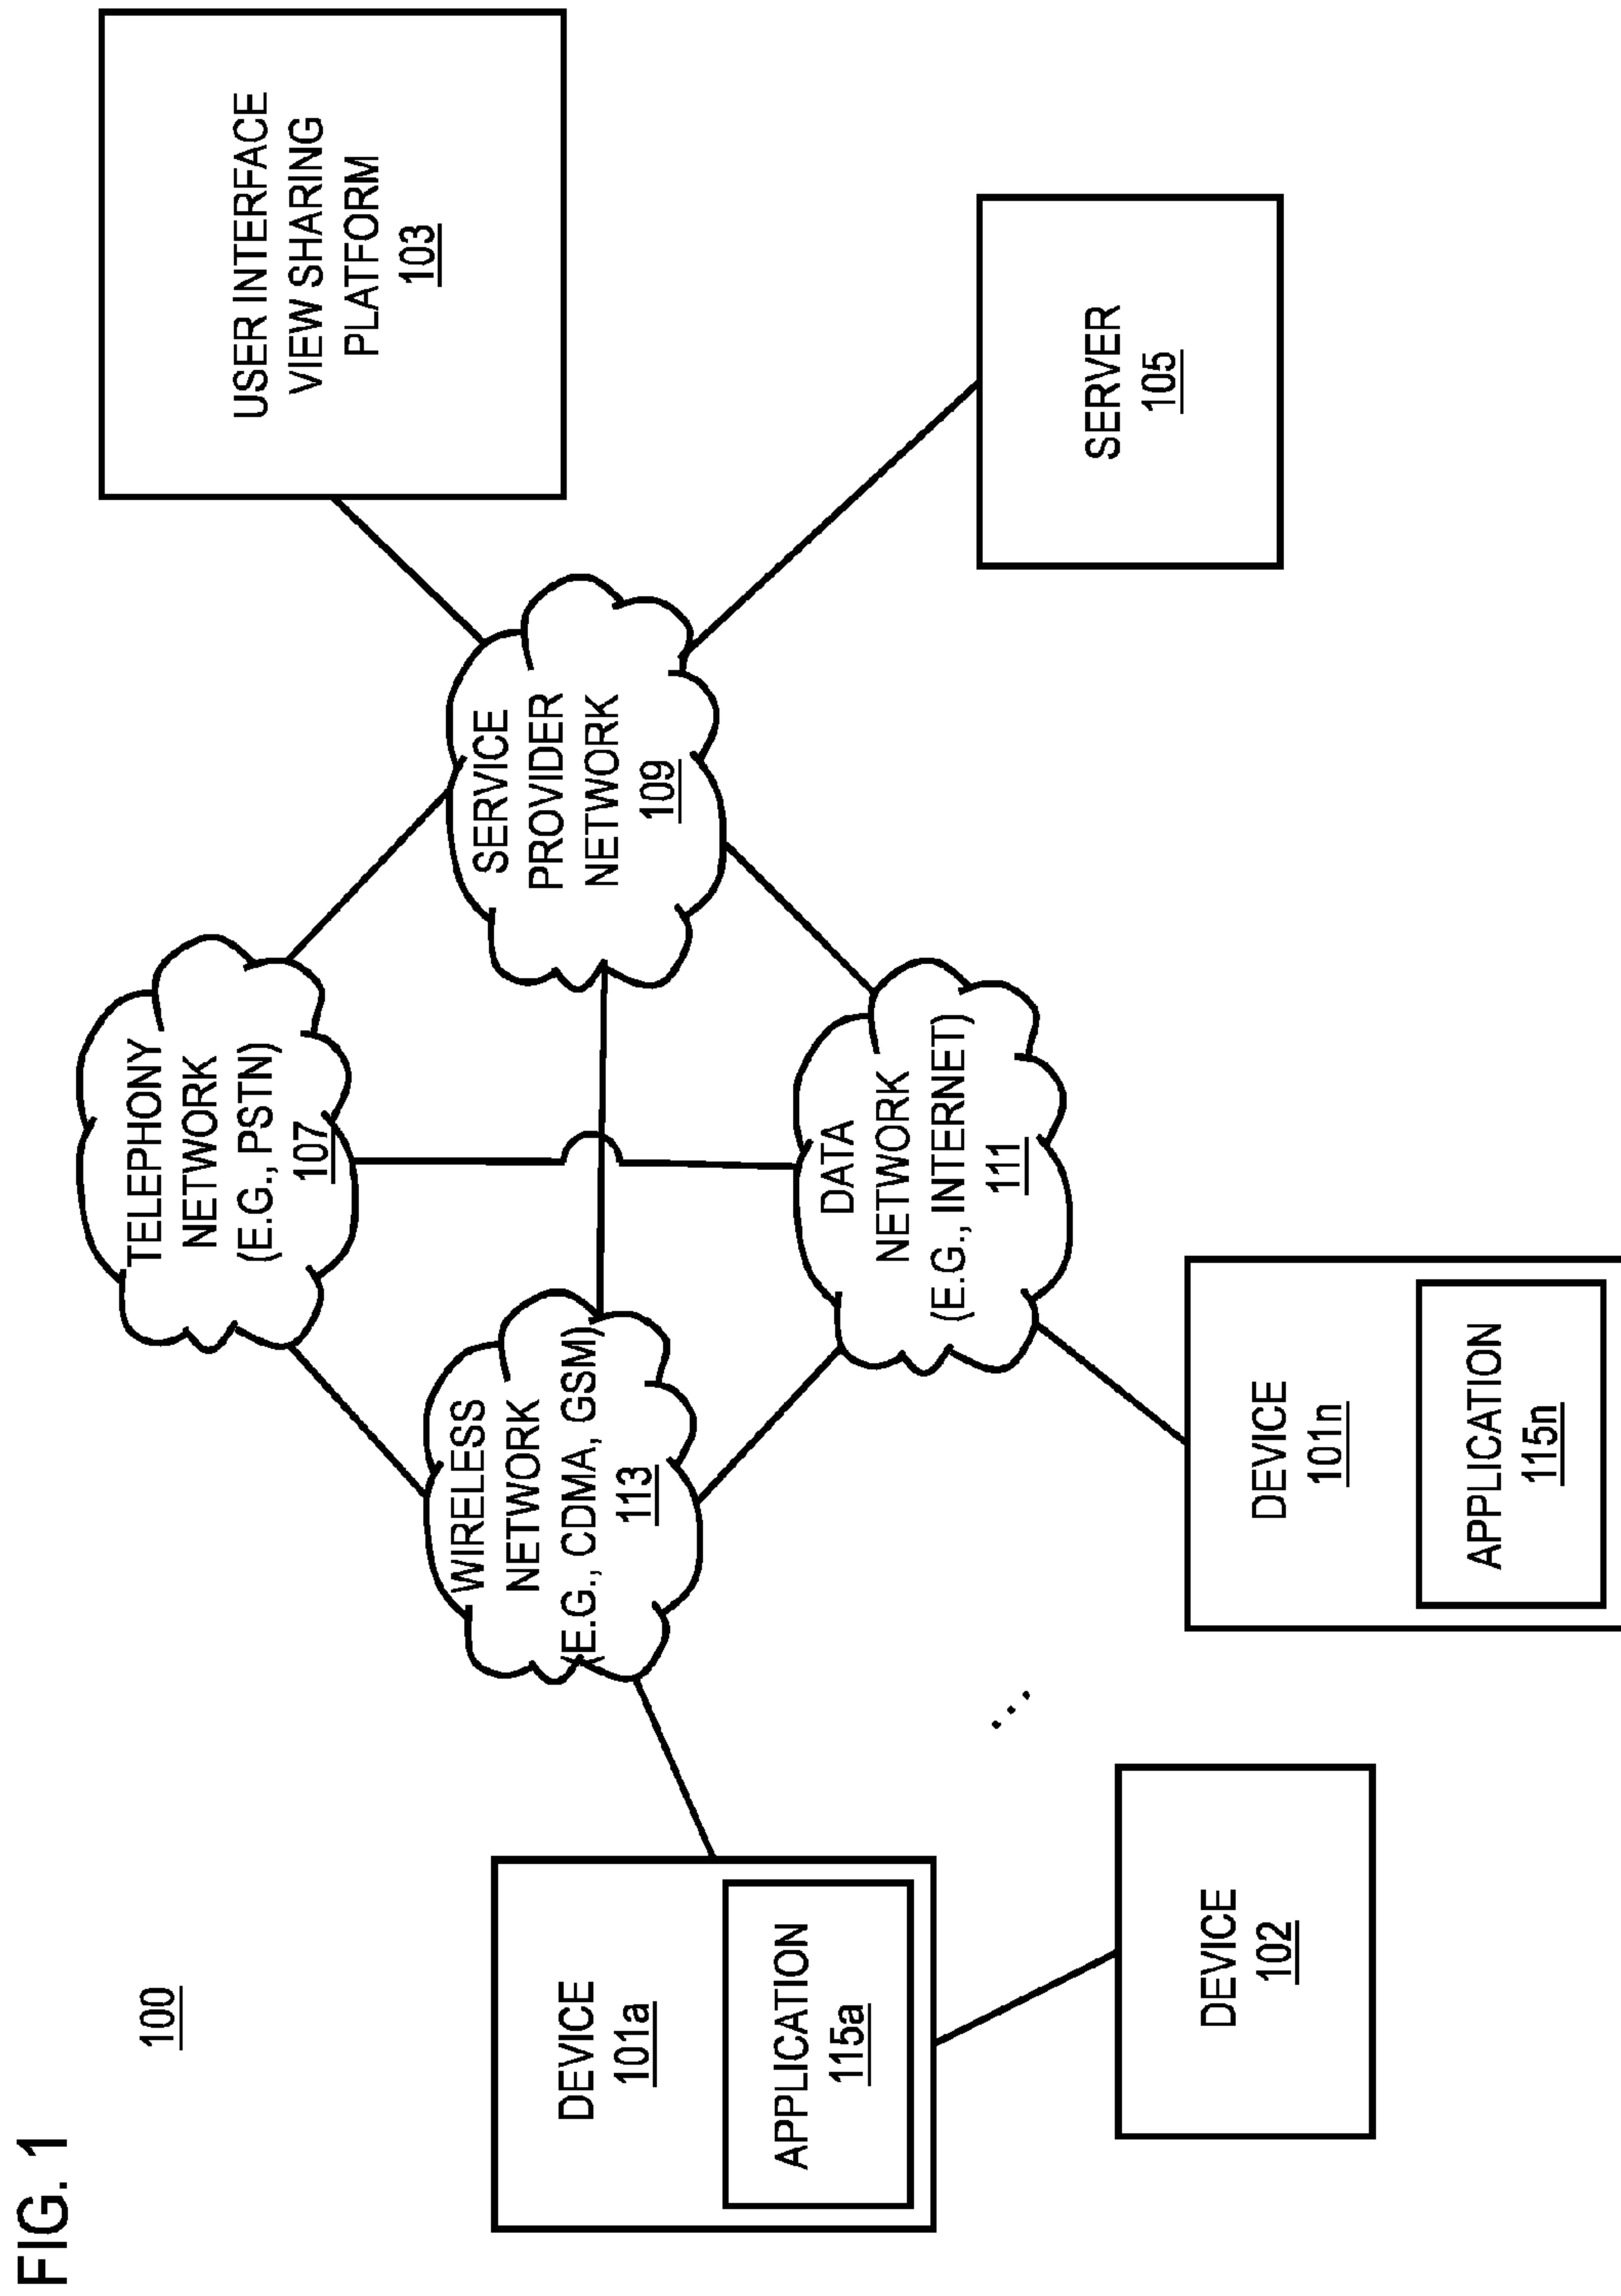 FIG. 1
100
USER INTERFACE
VIEW SHARING
PLATFORM
103
TELEPHONY
NETWORK
(E.G., PSTN)
107
SERVICE
PROVIDER
NETWORK
109
WIRELESS
NETWORK
(E.G., CDMA, GSM)
113
DATA
NETWORK
(E.G., INTERNET)
111
SERVER
105
DEVICE
101a
APPLICATION
115a
DEVICE
102
...
DEVICE
101n
APPLICATION
115n